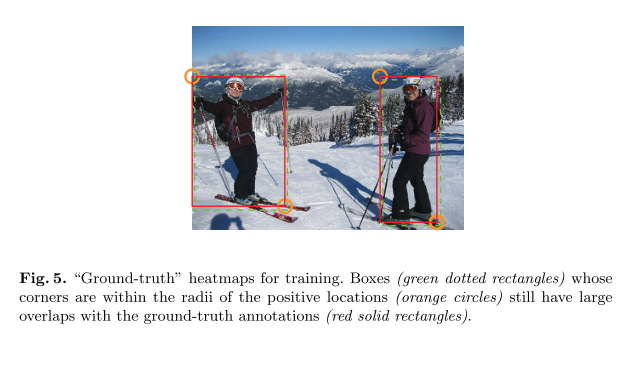 Fig. 5. “Ground-truth” heatmaps for training. Boxes (green dotted rectangles) whose
corners are within the radii of the positive locations (orange circles) still have large
overlaps with the ground-truth annotations (red solid rectangles).